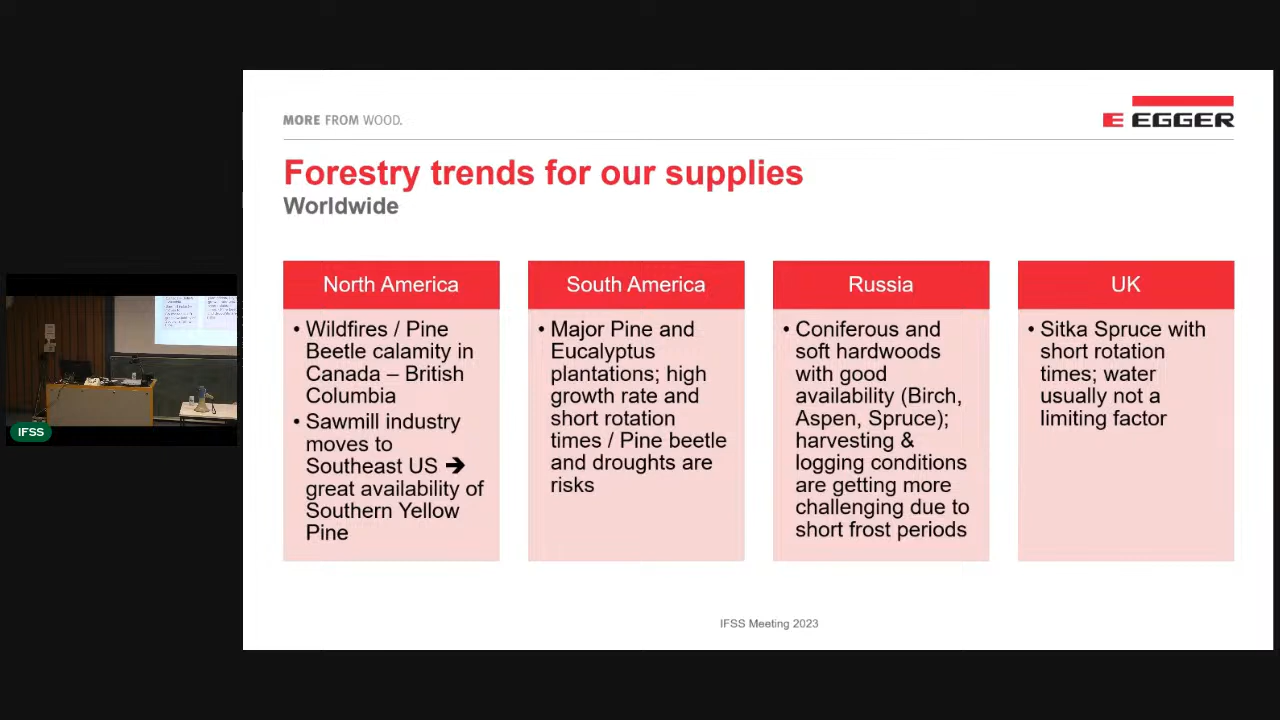 MORE FROM WOOD.
E EGGER
Forestry trends for our supplies
Worldwide
North America
• Wildfires / Pine
Beetle calamity in
Canada – British
Columbia
• Sawmill industry
moves to
Southeast US ➔
great availability of
Southern Yellow
Pine
South America
• Major Pine and
Eucalyptus
plantations; high
growth rate and
short rotation
times / Pine beetle
and droughts are
risks
Russia
• Coniferous and
soft hardwoods
with good
availability (Birch,
Aspen, Spruce);
harvesting &
logging conditions
are getting more
challenging due to
short frost periods
UK
• Sitka Spruce with
short rotation
times; water
usually not a
limiting factor
IFSS Meeting 2023
IFSS